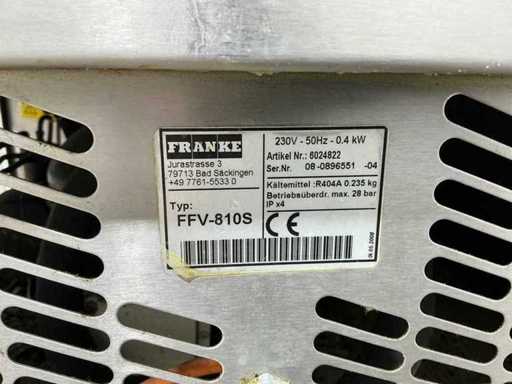 FRANKE
Jurastrasse 3
79713 Bad Säckingen
+49 7761-5533 0
Typ:
FFV-810S
230V - 50Hz - 0.4 kW
Artikel Nr.: 6024822
Ser.Nr. 08-0896551 -04
Kältemittel :R404A 0.235 kg
Betriebsüberdr. max. 28 bar
IP x4
CE